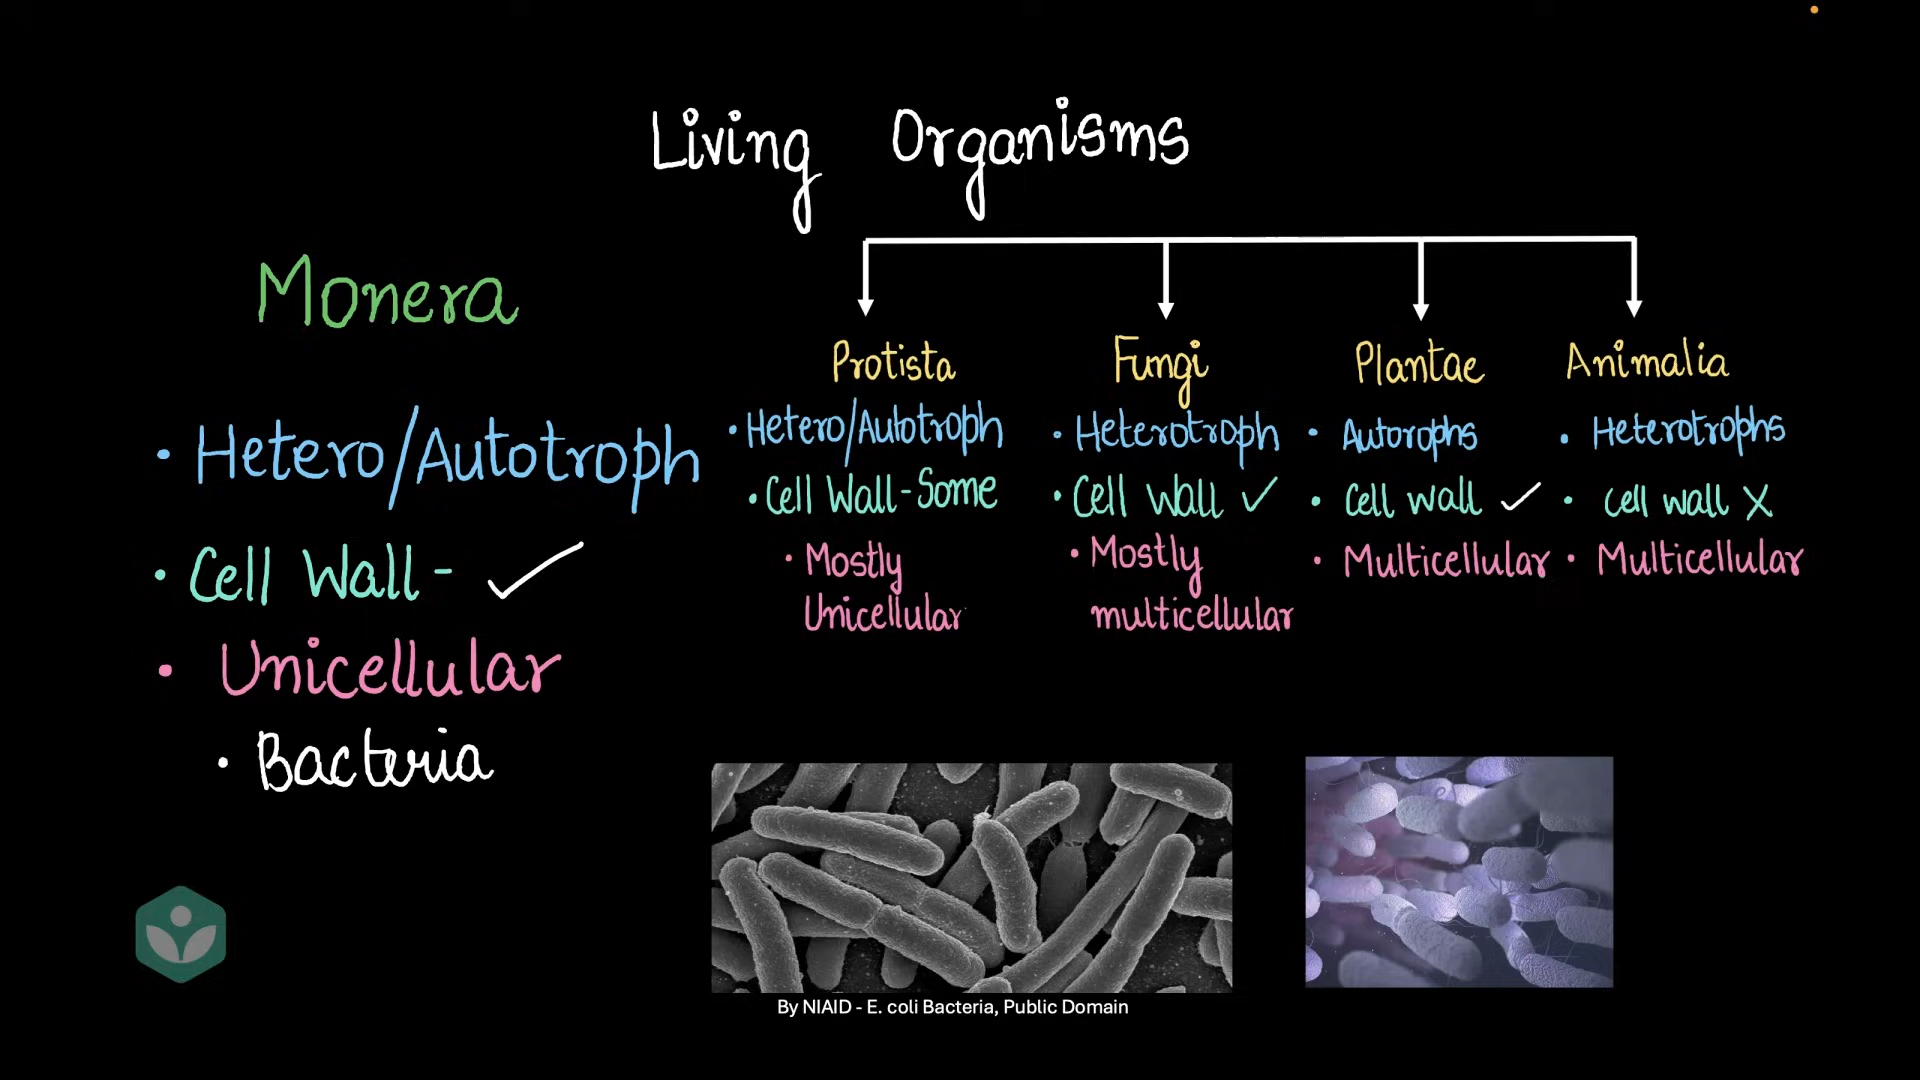 Living Organisms
Monera
• Hetero/Autotroph
• Cell Wall - ✓
• Unicellular
• Bacteria
Protista
• Hetero/Autotroph
• Cell Wall - Some
• Mostly
Unicellular
Fungi
• Heterotroph
• Cell Wall ✓
• Mostly
multicellular
Plantae
• Autorophs
• Cell wall ✓
• Multicellular
Animalia
• Heterotrophs
• Cell wall X
• Multicellular
By NIAID - E. coli Bacteria, Public Domain